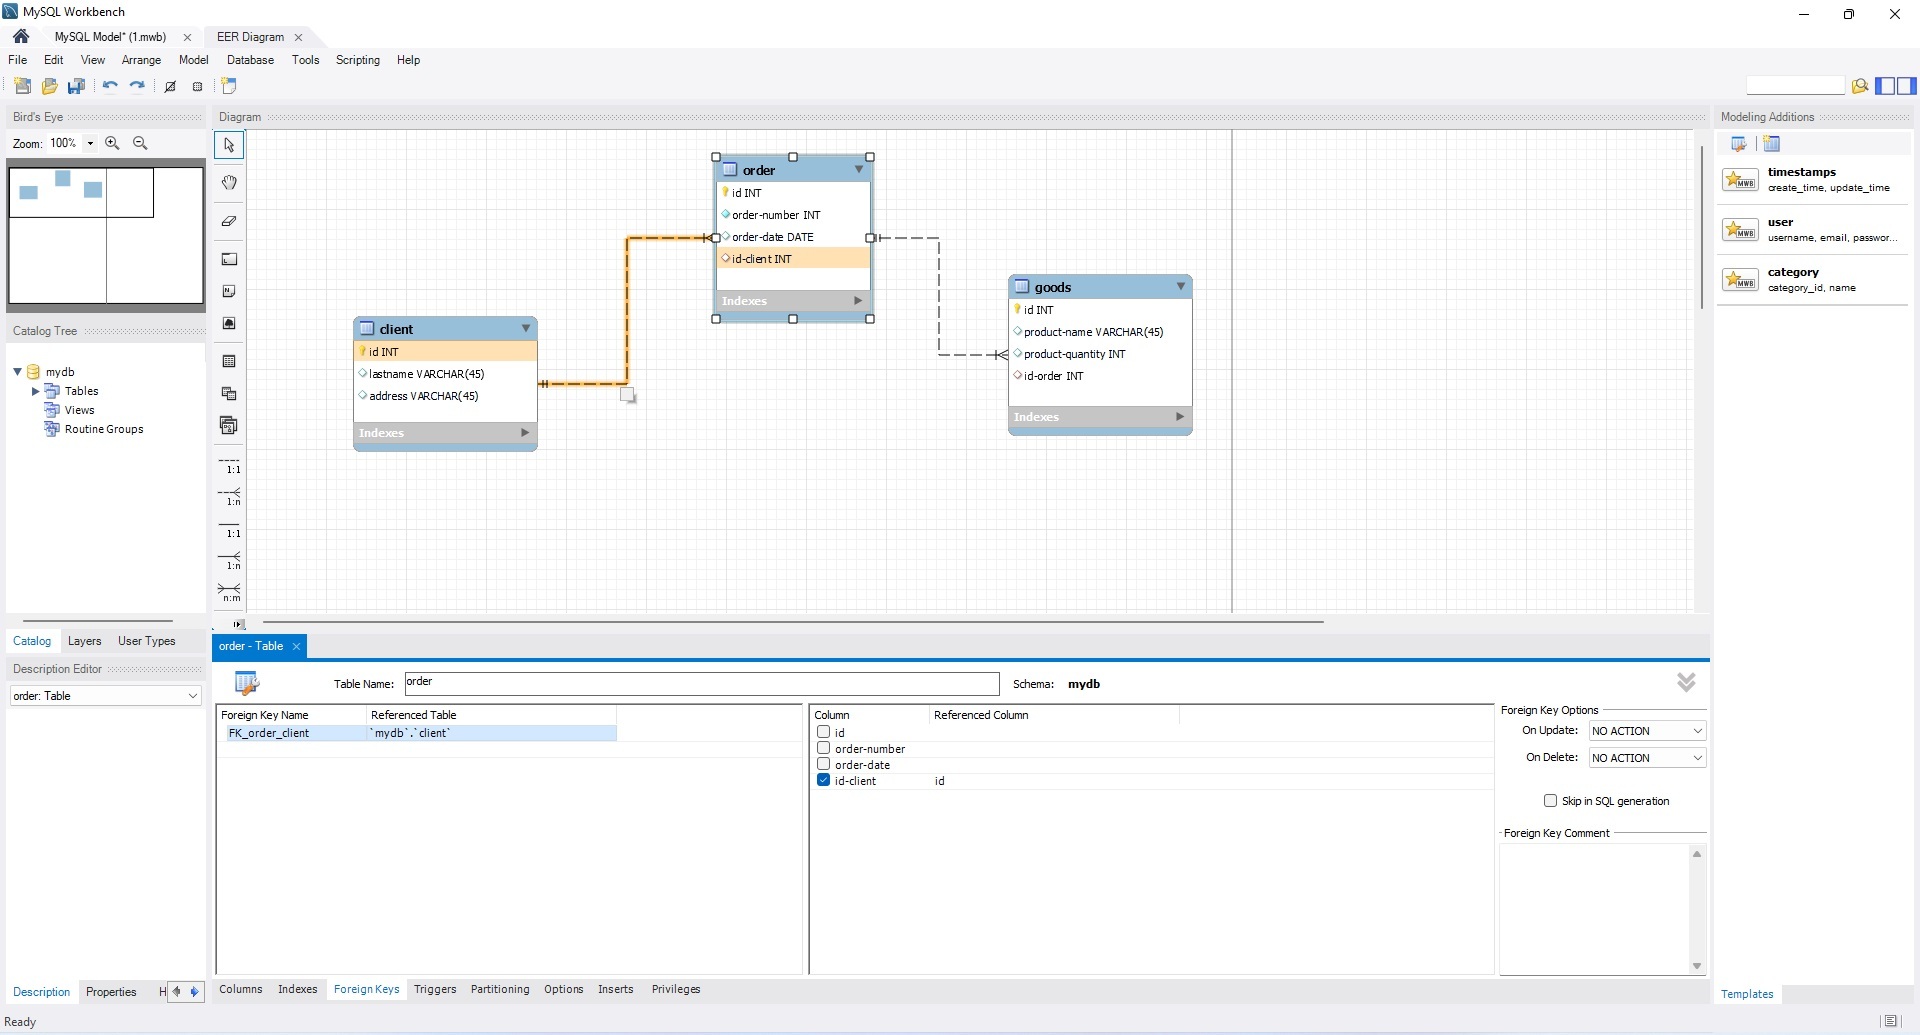 MySQL Workbench
MySQL Model* (1.mwb)
EER Diagram
File Edit View Arrange Model Database Tools Scripting Help
Bird's Eye
Zoom: 100%
Catalog Tree
mydb
Tables
Views
Routine Groups
Catalog Layers User Types
Description Editor
order: Table
Description Properties H
Ready
Diagram
1:1
1:n
1:1
1:n
n:m
order
id INT
order-number INT
order-date DATE
id-client INT
Indexes
client
id INT
lastname VARCHAR(45)
address VARCHAR(45)
Indexes
goods
id INT
product-name VARCHAR(45)
product-quantity INT
id-order INT
Indexes
order - Table
Table Name: order
Schema: mydb
Foreign Key Name Referenced Table
FK_order_client `mydb`.`client`
Column Referenced Column
id
order-number
order-date
id-client id
Foreign Key Options
On Update: NO ACTION
On Delete: NO ACTION
Skip in SQL generation
Foreign Key Comment
Columns Indexes Foreign Keys Triggers Partitioning Options Inserts Privileges
Modeling Additions
MWB
timestamps
create_time, update_time
MWB
user
username, email, passwor...
MWB
category
category_id, name
Templates